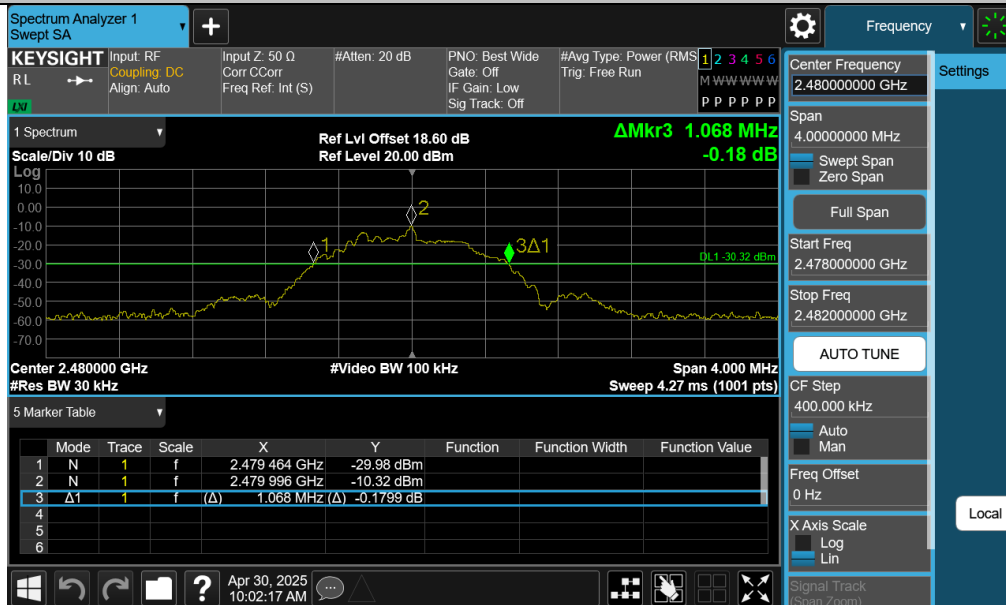 Spectrum Analyzer 1
Swept SA
+
Frequency
KEYSIGHT
R L
LXI
Input: RF
Coupling: DC
Align: Auto
Input Z: 50 Ω
Corr CCorr
Freq Ref: Int (S)
#Atten: 20 dB
PNO: Best Wide
Gate: Off
IF Gain: Low
Sig Track: Off
#Avg Type: Power (RMS
Trig: Free Run
1 2 3 4 5 6
M W W W W W
P P P P P P
1 Spectrum
Scale/Div 10 dB
Ref Lvl Offset 18.60 dB
Ref Level 20.00 dBm
ΔMkr3 1.068 MHz
-0.18 dB
Log
10.0
0.00
-10.0
-20.0
-30.0
-40.0
-50.0
-60.0
-70.0
1
2
3Δ1
DL1 -30.32 dBm
Center 2.480000 GHz
#Res BW 30 kHz
#Video BW 100 kHz
Span 4.000 MHz
Sweep 4.27 ms (1001 pts)
5 Marker Table
Mode Trace Scale X Y Function Function Width Function Value
1 N 1 f 2.479 464 GHz -29.98 dBm
2 N 1 f 2.479 996 GHz -10.32 dBm
3 Δ1 1 f (Δ) 1.068 MHz (Δ) -0.1799 dB
4
5
6
?
Apr 30, 2025
10:02:17 AM
Center Frequency
2.480000000 GHz
Span
4.00000000 MHz
Swept Span
Zero Span
Full Span
Start Freq
2.478000000 GHz
Stop Freq
2.482000000 GHz
AUTO TUNE
CF Step
400.000 kHz
Auto
Man
Freq Offset
0 Hz
X Axis Scale
Log
Lin
Signal Track
(Span Zoom)
Settings
Local